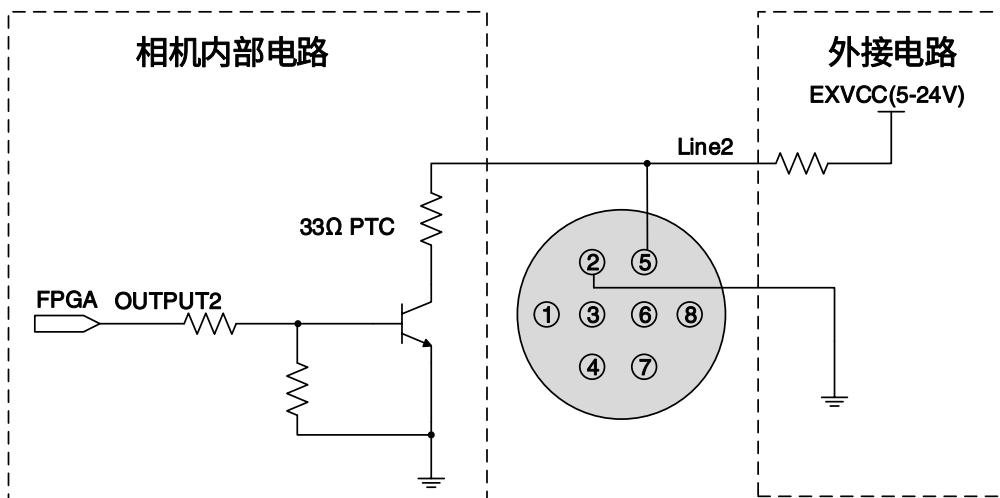 相机内部电路
外接电路
EXVCC(5-24V)
Line2
33Ω PTC
FPGA OUTPUT2
② ⑤
① ③ ⑥ ⑧
④ ⑦